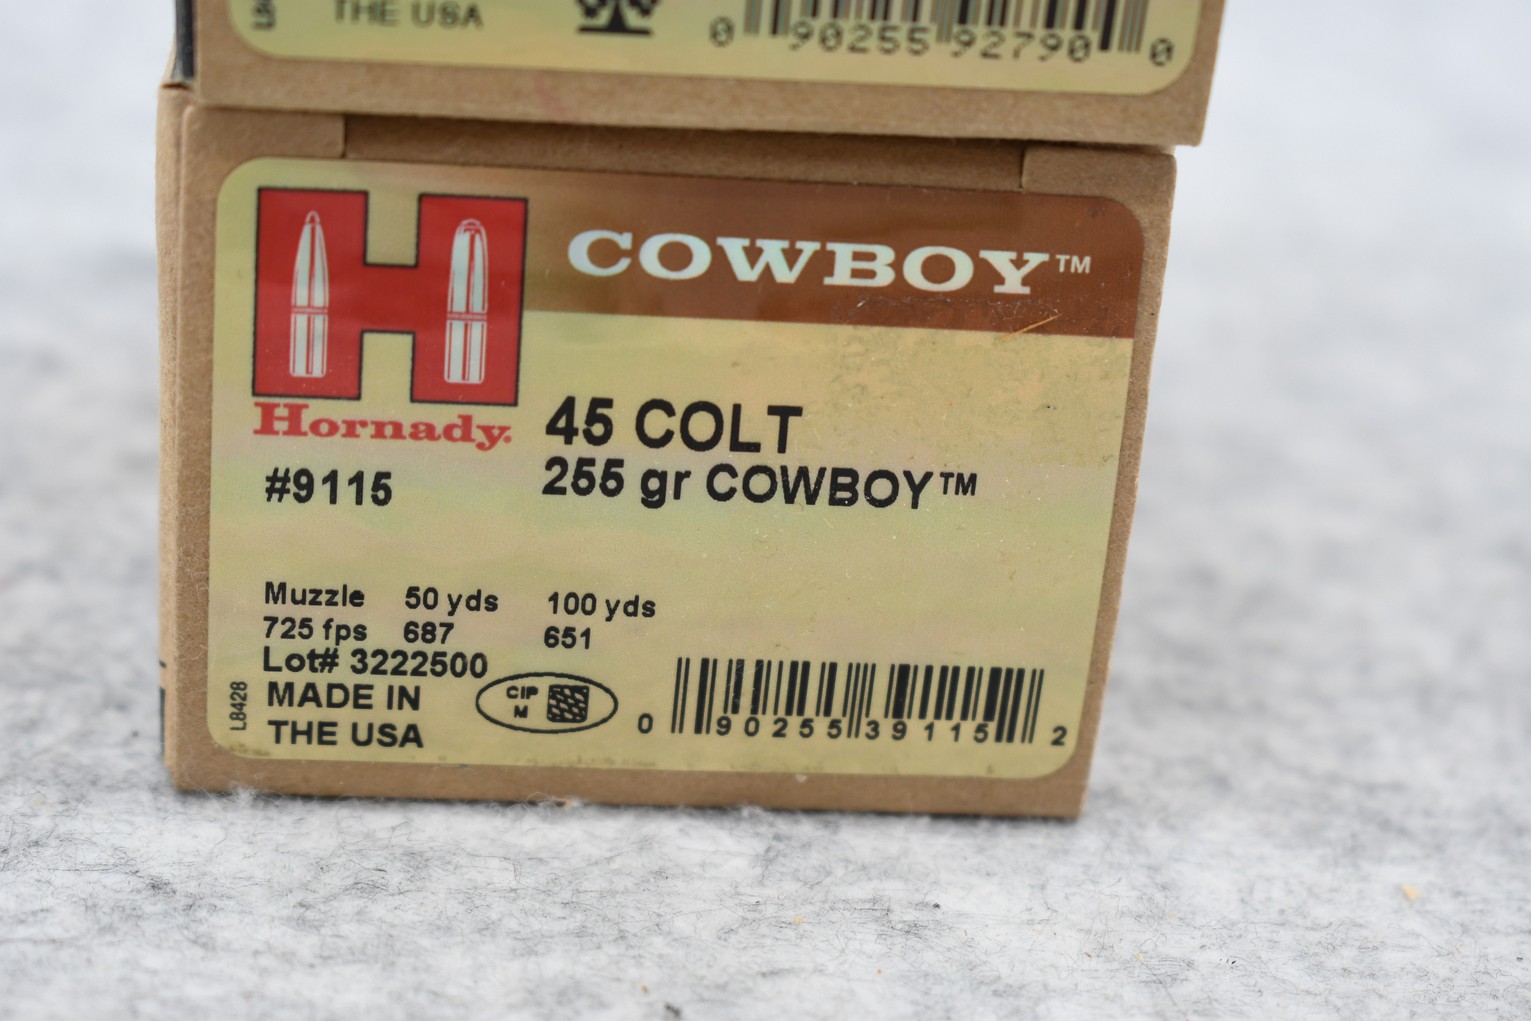 THE USA
0 90255 92790 0
COWBOY™
Hornady.
45 COLT
#9115
255 gr COWBOY™
Muzzle 50 yds 100 yds
725 fps 687 651
Lot# 3222500
MADE IN
THE USA
L8428
CIP
M
0 90255 39115 2